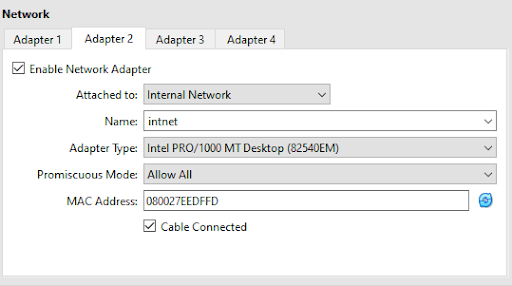 Network
Adapter 1 Adapter 2 Adapter 3 Adapter 4
Enable Network Adapter
Attached to: Internal Network
Name: intnet
Adapter Type: Intel PRO/1000 MT Desktop (82540EM)
Promiscuous Mode: Allow All
MAC Address: 080027EEDFFD
Cable Connected